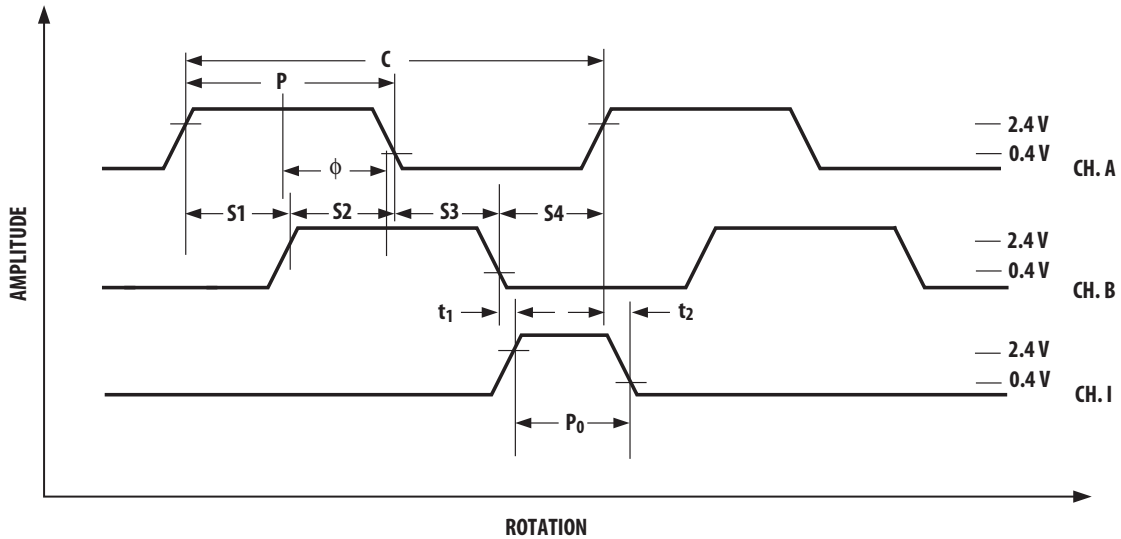 C
P
2.4 V
0.4 V
CH. A
ϕ
S1 S2 S3 S4
AMPLITUDE
2.4 V
0.4 V
CH. B
t1 t2
2.4 V
0.4 V
CH. I
P0
ROTATION